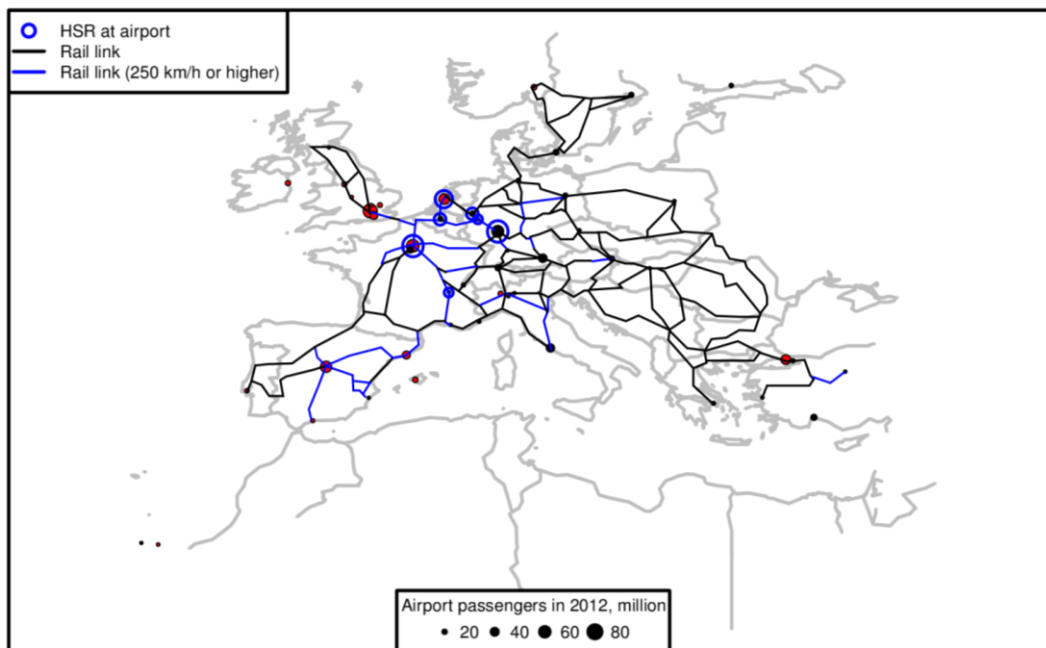 HSR at airport
Rail link
Rail link (250 km/h or higher)
Airport passengers in 2012, million
20 40 60 80